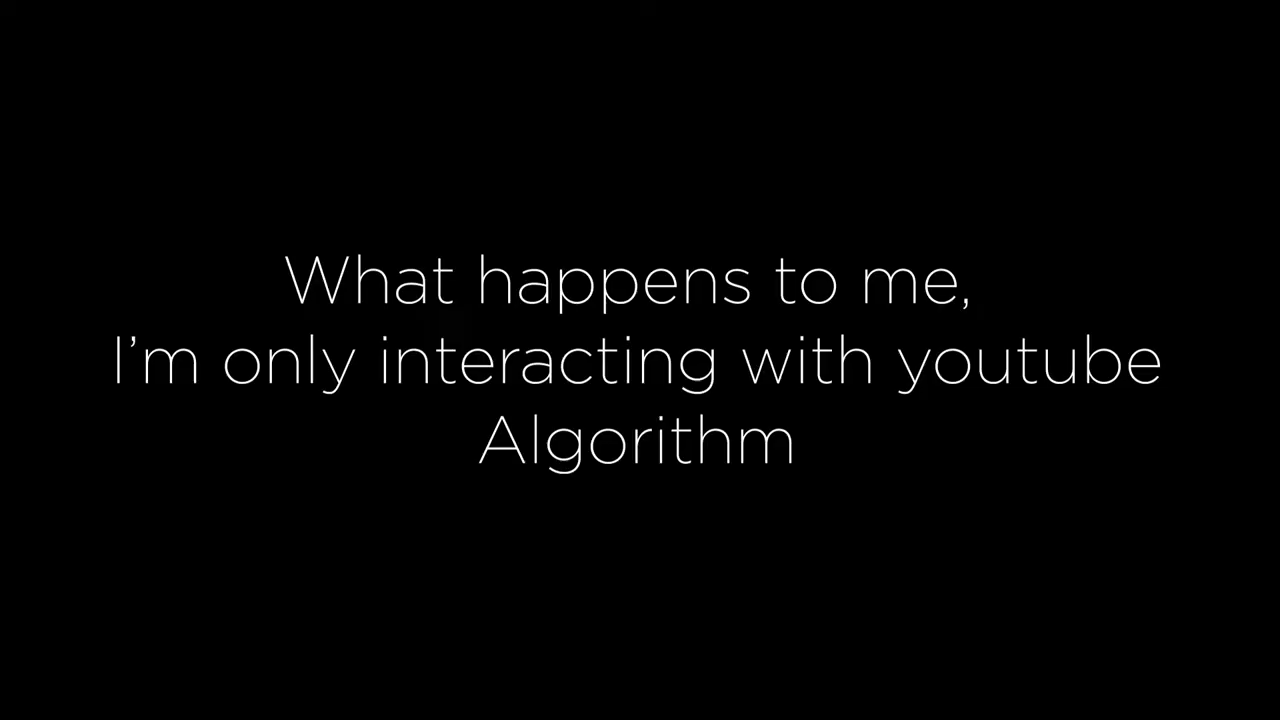 What happens to me,
I'm only interacting with youtube
Algorithm